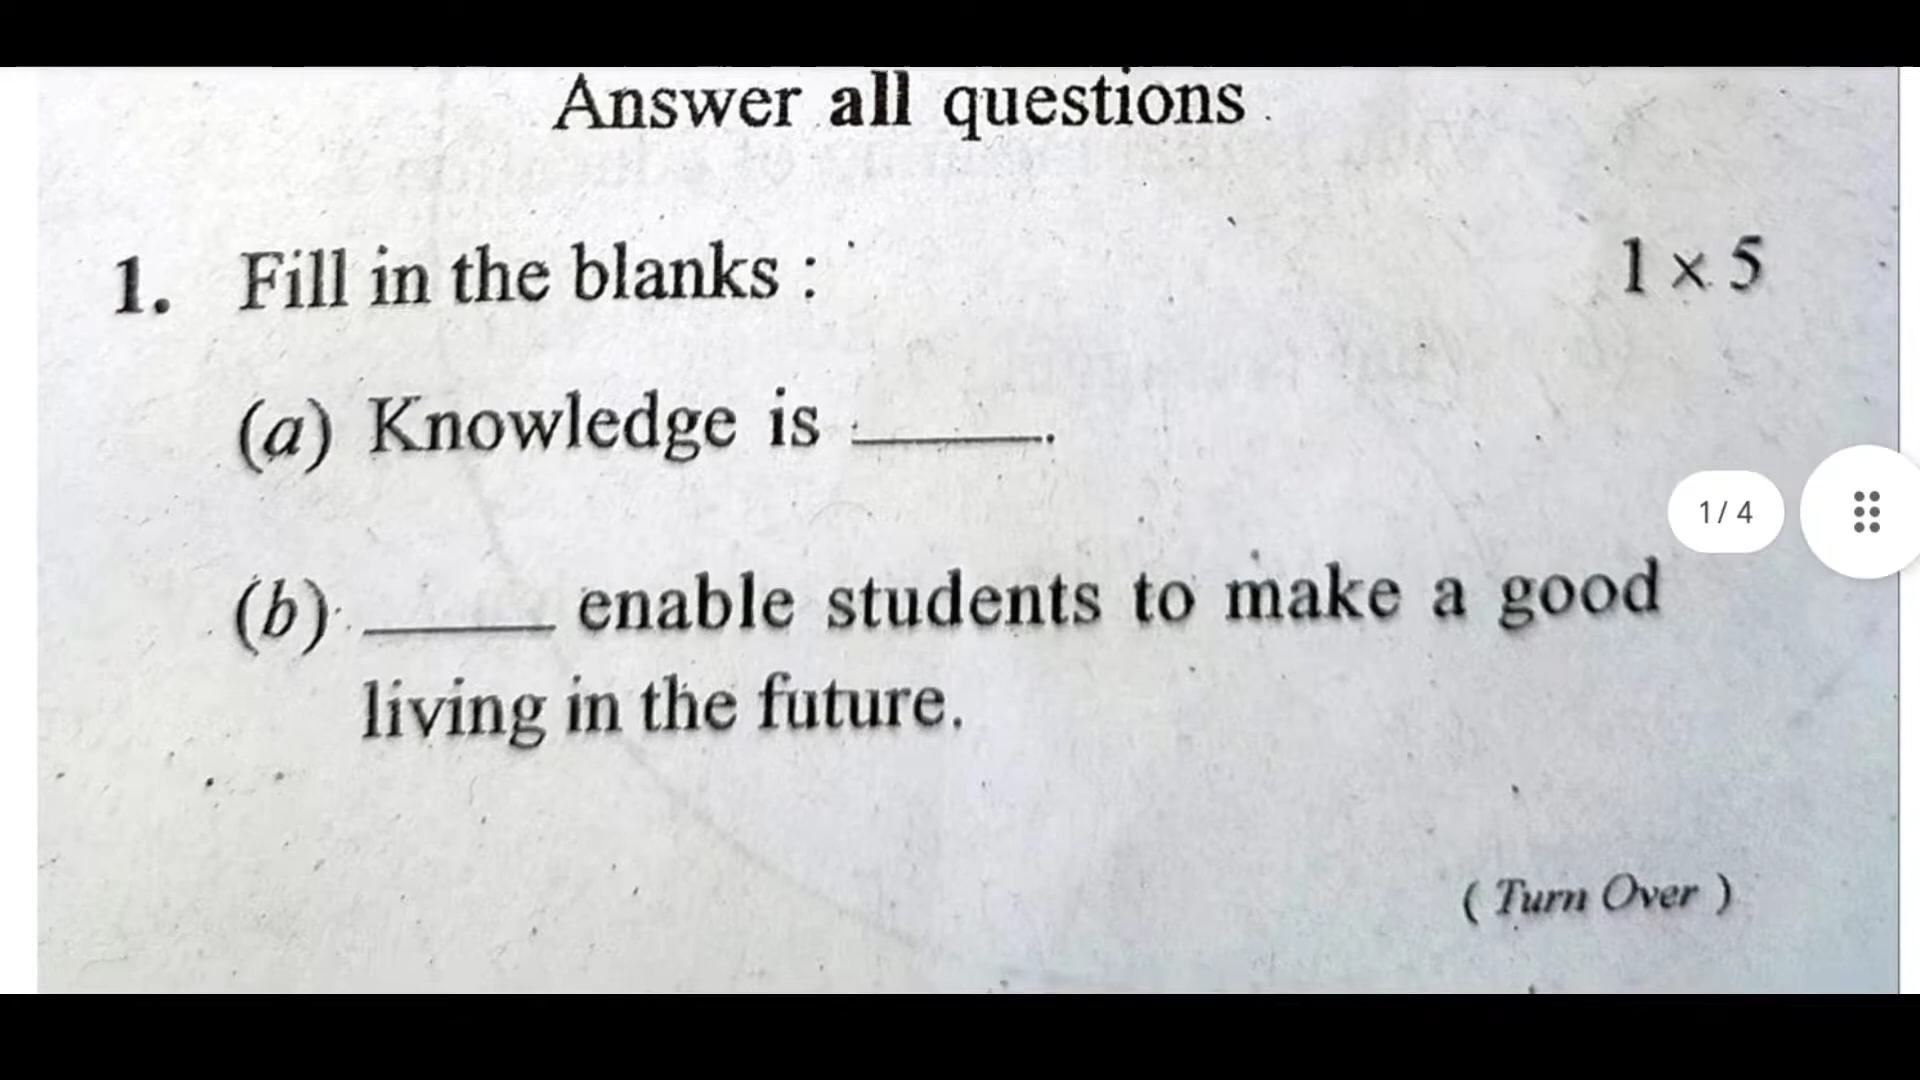 Answer all questions
1. Fill in the blanks : 1 × 5
(a) Knowledge is ______.
1 / 4
(b) ______ enable students to make a good
living in the future.
( Turn Over )